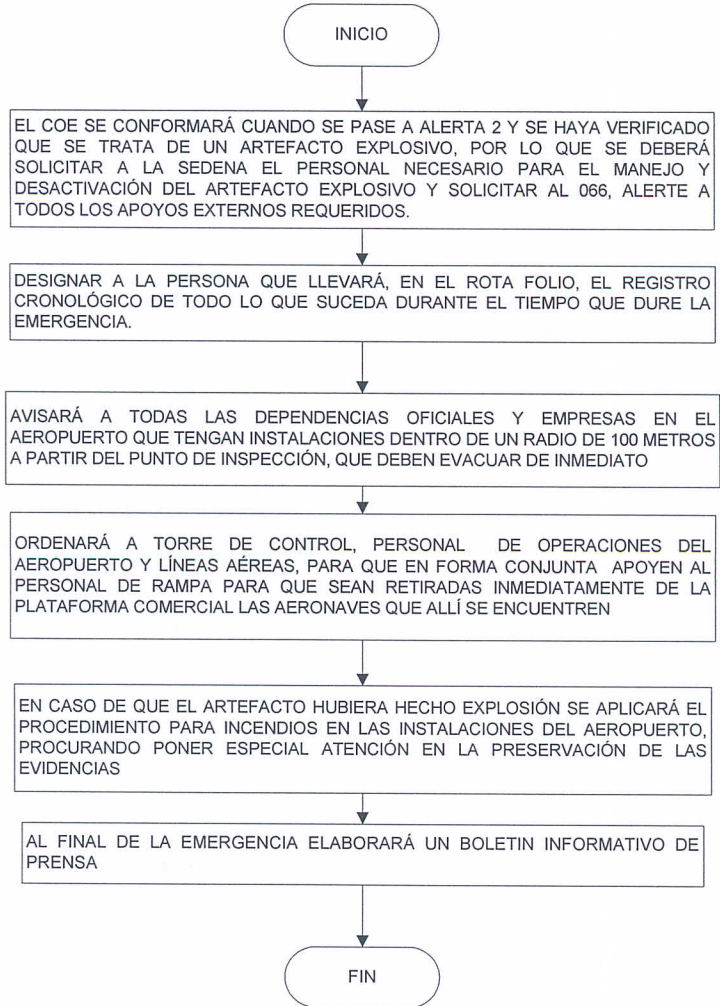 INICIO
EL COE SE CONFORMARÁ CUANDO SE PASE A ALERTA 2 Y SE HAYA VERIFICADO
QUE SE TRATA DE UN ARTEFACTO EXPLOSIVO, POR LO QUE SE DEBERÁ
SOLICITAR A LA SEDENA EL PERSONAL NECESARIO PARA EL MANEJO Y
DESACTIVACIÓN DEL ARTEFACTO EXPLOSIVO Y SOLICITAR AL 066, ALERTE A
TODOS LOS APOYOS EXTERNOS REQUERIDOS.
DESIGNAR A LA PERSONA QUE LLEVARÁ, EN EL ROTA FOLIO, EL REGISTRO
CRONOLÓGICO DE TODO LO QUE SUCEDA DURANTE EL TIEMPO QUE DURE LA
EMERGENCIA.
AVISARÁ A TODAS LAS DEPENDENCIAS OFICIALES Y EMPRESAS EN EL
AEROPUERTO QUE TENGAN INSTALACIONES DENTRO DE UN RADIO DE 100 METROS
A PARTIR DEL PUNTO DE INSPECCIÓN, QUE DEBEN EVACUAR DE INMEDIATO
ORDENARÁ A TORRE DE CONTROL, PERSONAL DE OPERACIONES DEL
AEROPUERTO Y LÍNEAS AÉREAS, PARA QUE EN FORMA CONJUNTA APOYEN AL
PERSONAL DE RAMPA PARA QUE SEAN RETIRADAS INMEDIATAMENTE DE LA
PLATAFORMA COMERCIAL LAS AERONAVES QUE ALLÍ SE ENCUENTREN
EN CASO DE QUE EL ARTEFACTO HUBIERA HECHO EXPLOSIÓN SE APLICARÁ EL
PROCEDIMIENTO PARA INCENDIOS EN LAS INSTALACIONES DEL AEROPUERTO,
PROCURANDO PONER ESPECIAL ATENCIÓN EN LA PRESERVACIÓN DE LAS
EVIDENCIAS
AL FINAL DE LA EMERGENCIA ELABORARÁ UN BOLETIN INFORMATIVO DE
PRENSA
FIN